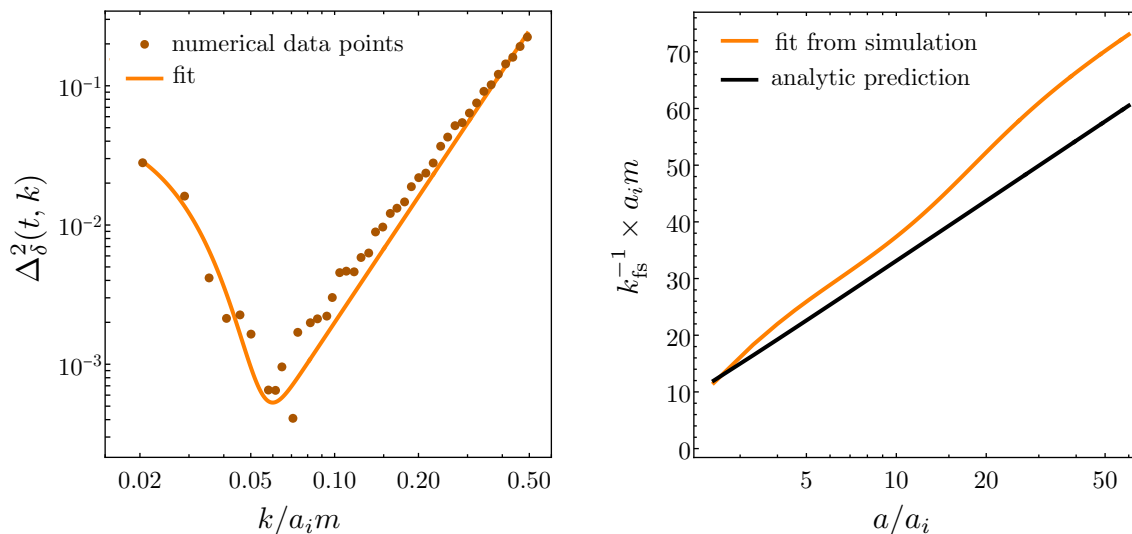 numerical data points
fit
10^{-1}
10^{-2}
10^{-3}
Δ_δ^2(t, k)
0.02 0.05 0.10 0.20 0.50
k/a_i m
fit from simulation
analytic prediction
70
60
50
40
30
20
10
0
k_{fs}^{-1} × a_i m
5 10 20 50
a/a_i